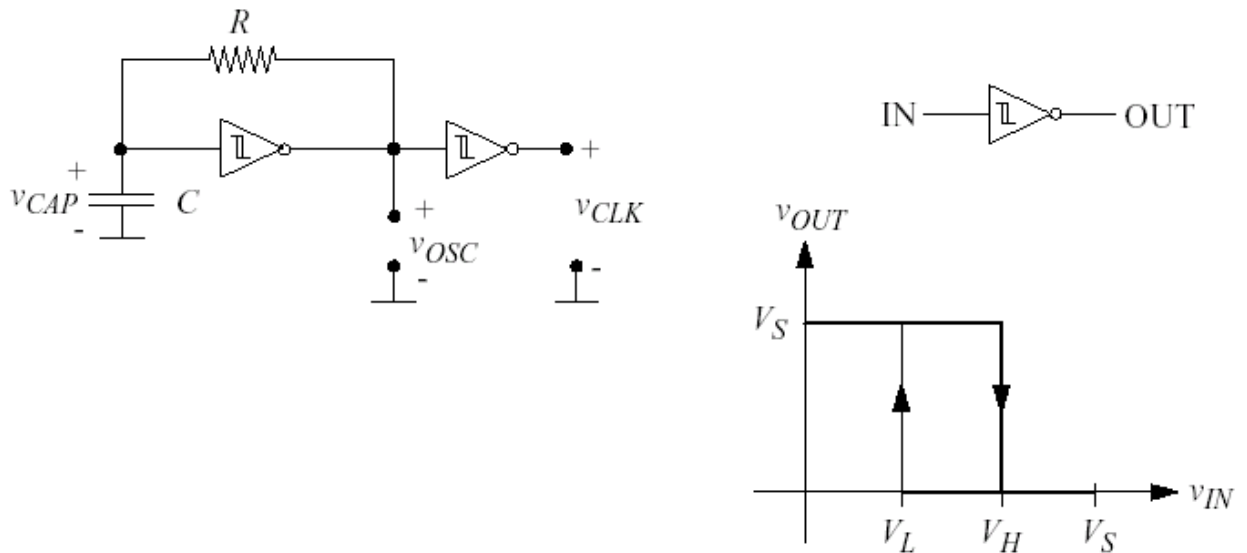 R
IN
OUT
+
v_CAP
-
C
+
v_OSC
-
+
v_CLK
-
v_OUT
V_S
v_IN
V_L
V_H
V_S